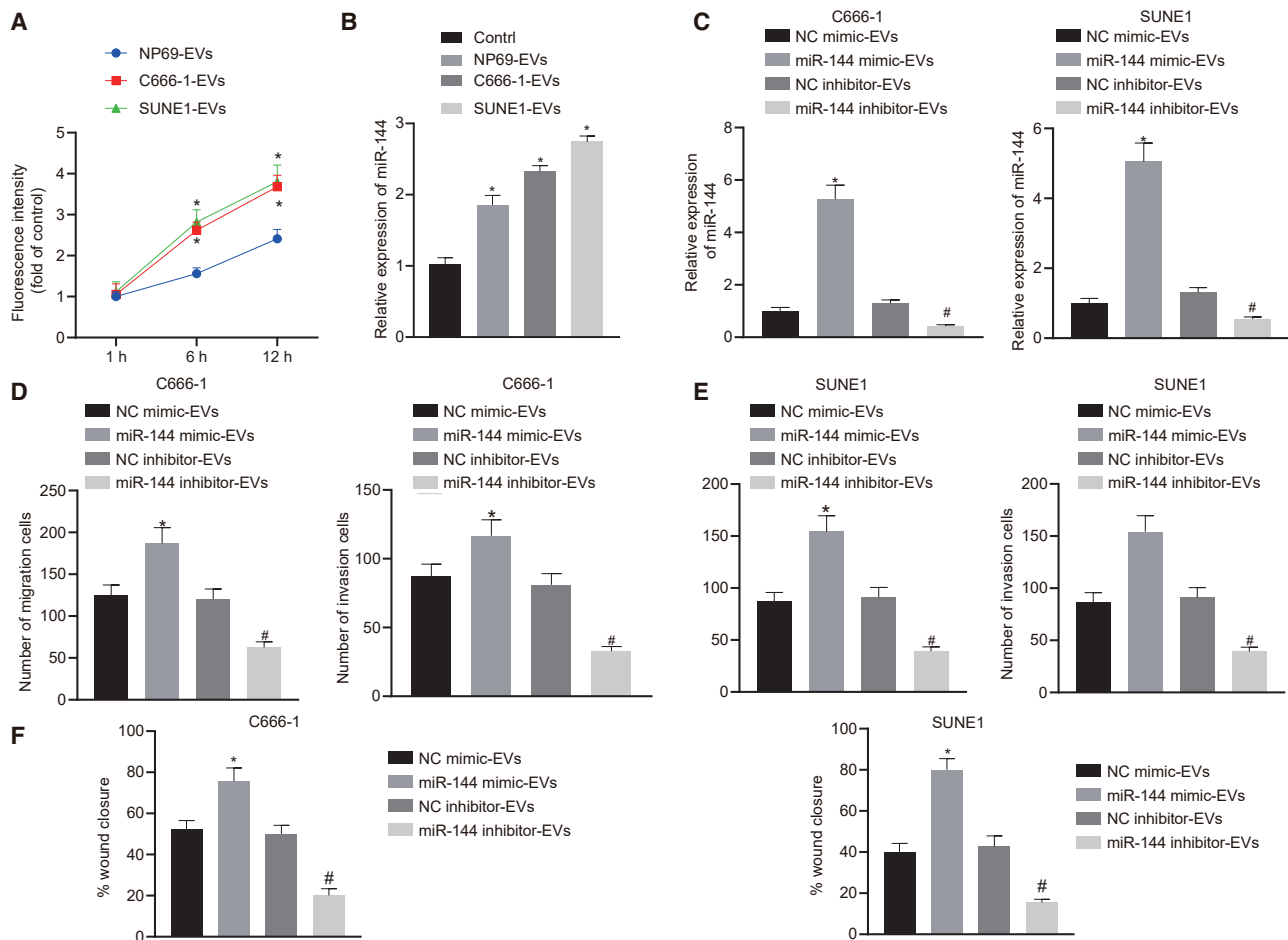 A
NP69-EVs
C666-1-EVs
SUNE1-EVs
Fluorescence intensity
(fold of control)
5
4
3
2
1
0
*
*
*
*
1 h
6 h
12 h
B
Contrl
NP69-EVs
C666-1-EVs
SUNE1-EVs
Relative expression of miR-144
3
2
1
0
*
*
*
C
C666-1
NC mimic-EVs
miR-144 mimic-EVs
NC inhibitor-EVs
miR-144 inhibitor-EVs
Relative expression
of miR-144
8
6
4
2
0
*
#
SUNE1
NC mimic-EVs
miR-144 mimic-EVs
NC inhibitor-EVs
miR-144 inhibitor-EVs
Relative expression of miR-144
6
4
2
0
*
#
D
C666-1
NC mimic-EVs
miR-144 mimic-EVs
NC inhibitor-EVs
miR-144 inhibitor-EVs
Number of migration cells
250
200
150
100
50
0
*
#
C666-1
NC mimic-EVs
miR-144 mimic-EVs
NC inhibitor-EVs
miR-144 inhibitor-EVs
Number of invasion cells
150
100
50
0
*
#
E
SUNE1
NC mimic-EVs
miR-144 mimic-EVs
NC inhibitor-EVs
miR-144 inhibitor-EVs
Number of invasion cells
200
150
100
50
0
*
#
SUNE1
NC mimic-EVs
miR-144 mimic-EVs
NC inhibitor-EVs
miR-144 inhibitor-EVs
Number of invasion cells
200
150
100
50
0
#
F
C666-1
% wound closure
100
80
60
40
20
0
*
#
NC mimic-EVs
miR-144 mimic-EVs
NC inhibitor-EVs
miR-144 inhibitor-EVs
SUNE1
% wound closure
100
80
60
40
20
0
*
#
NC mimic-EVs
miR-144 mimic-EVs
NC inhibitor-EVs
miR-144 inhibitor-EVs